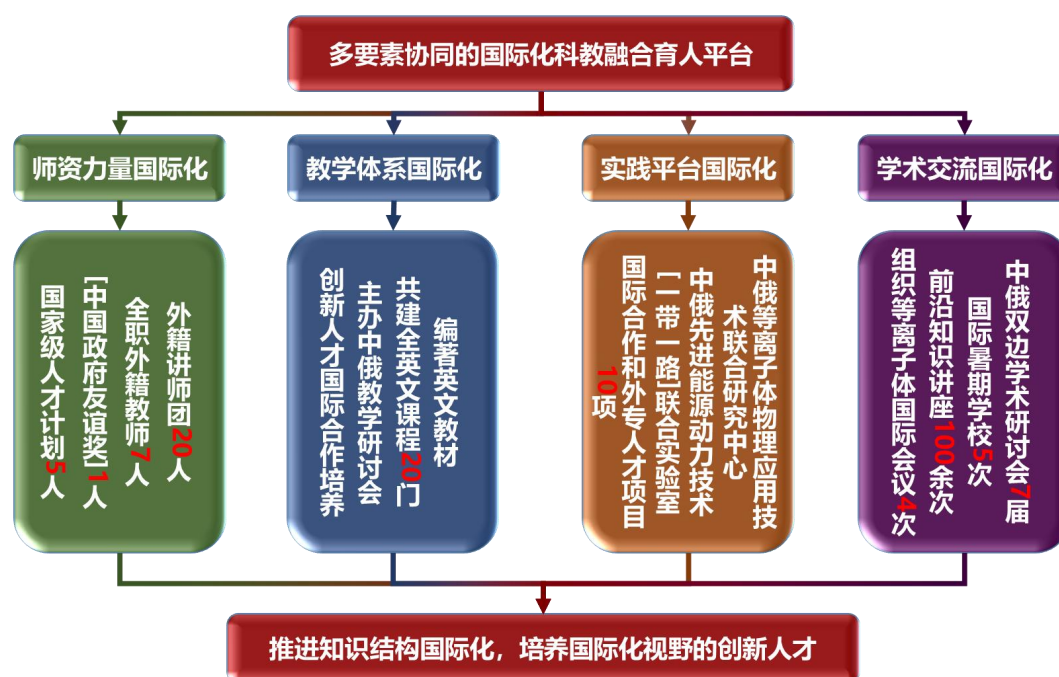 多要素协同的国际化科教融合育人平台
师资力量国际化
教学体系国际化
实践平台国际化
学术交流国际化
外籍讲师团20人
全职外籍教师7人
[中国政府友谊奖]1人
国家级人才计划5人
编著英文教材
共建全英文课程20门
主办中俄教学研讨会
创新人才国际合作培养
中俄等离子体物理应用技
术联合研究中心
中俄先进能源动力技术
[一带一路]联合实验室
国际合作和外专人才项目
10项
中俄双边学术研讨会7届
国际暑期学校5次
前沿知识讲座100余次
组织等离子体国际会议4次
推进知识结构国际化，培养国际化视野的创新人才